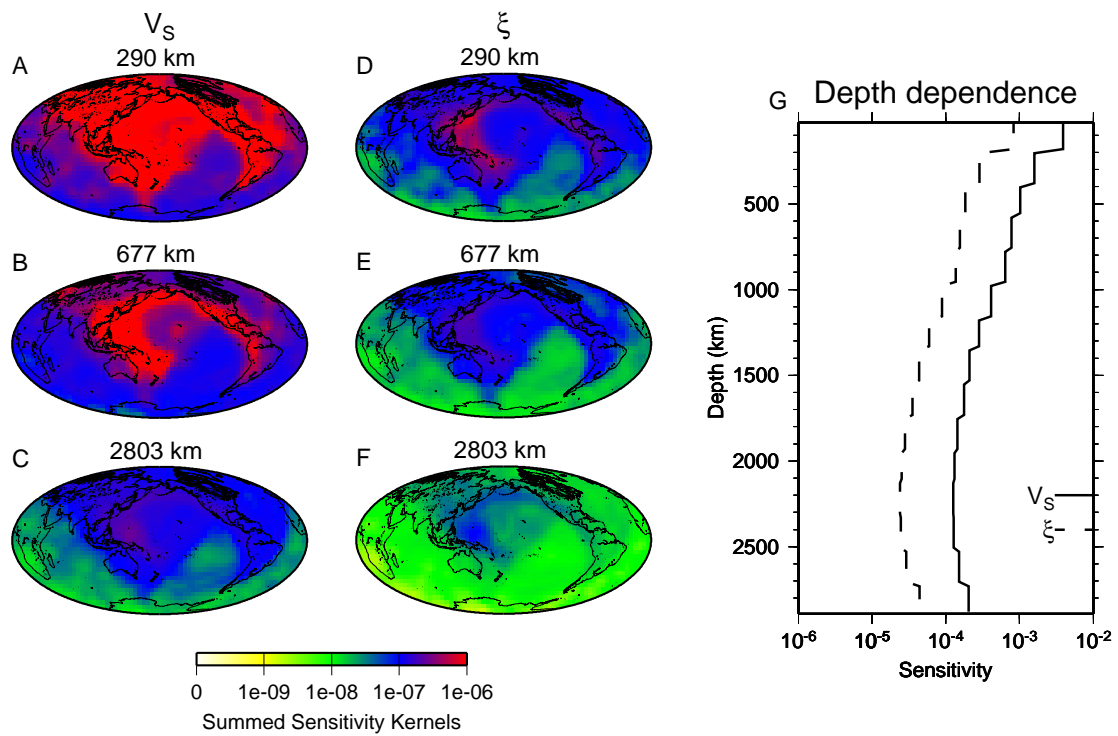 V_S
ξ
A
290 km
D
290 km
B
677 km
E
677 km
C
2803 km
F
2803 km
0
1e-09
1e-08
1e-07
1e-06
Summed Sensitivity Kernels
G
Depth dependence
500
1000
1500
2000
2500
Depth (km)
V_S
ξ
10^-6
10^-5
10^-4
10^-3
10^-2
Sensitivity